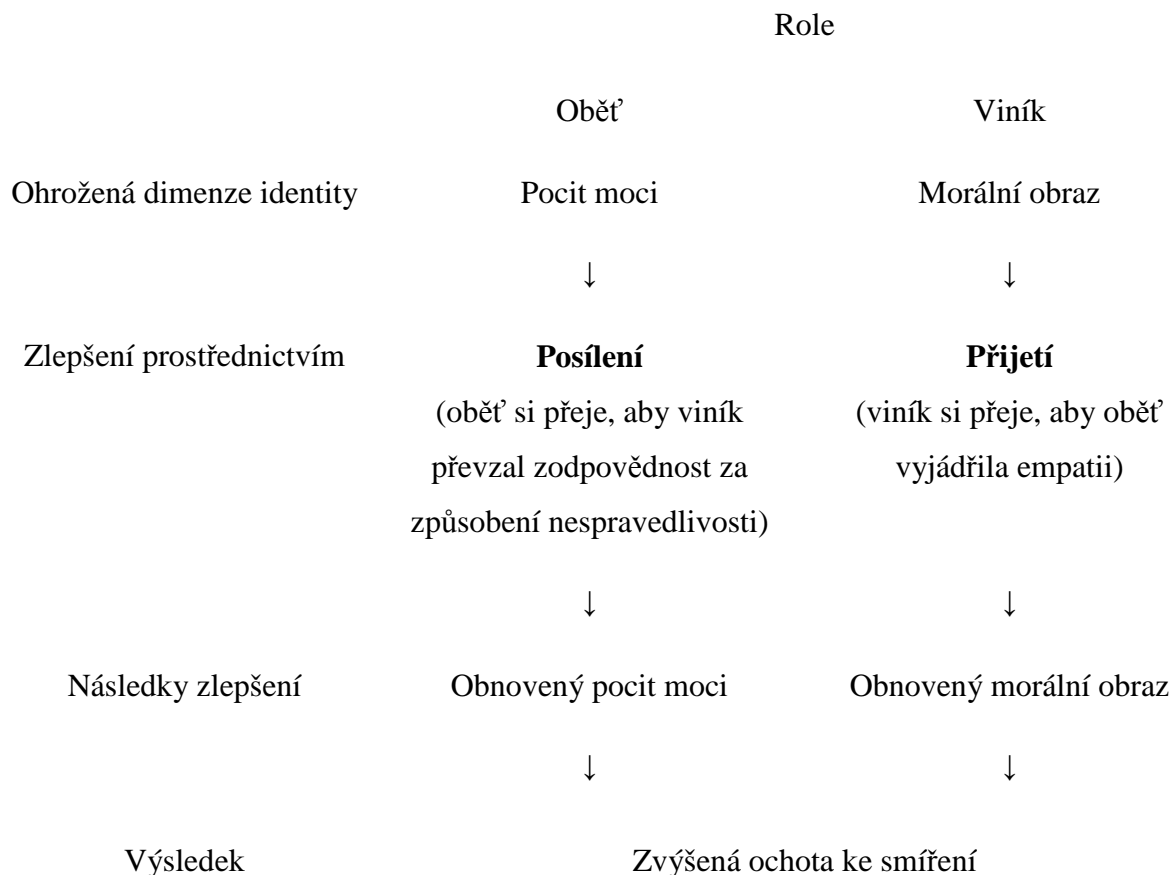 Role
Oběť Viník
Ohrožená dimenze identity Pocit moci Morální obraz
↓ ↓
Zlepšení prostřednictvím Posílení Přijetí
(oběť si přeje, aby viník (viník si přeje, aby oběť
převzal zodpovědnost za vyjádřila empatii)
způsobení nespravedlivosti)
↓ ↓
Následky zlepšení Obnovený pocit moci Obnovený morální obraz
↓ ↓
Výsledek Zvýšená ochota ke smíření